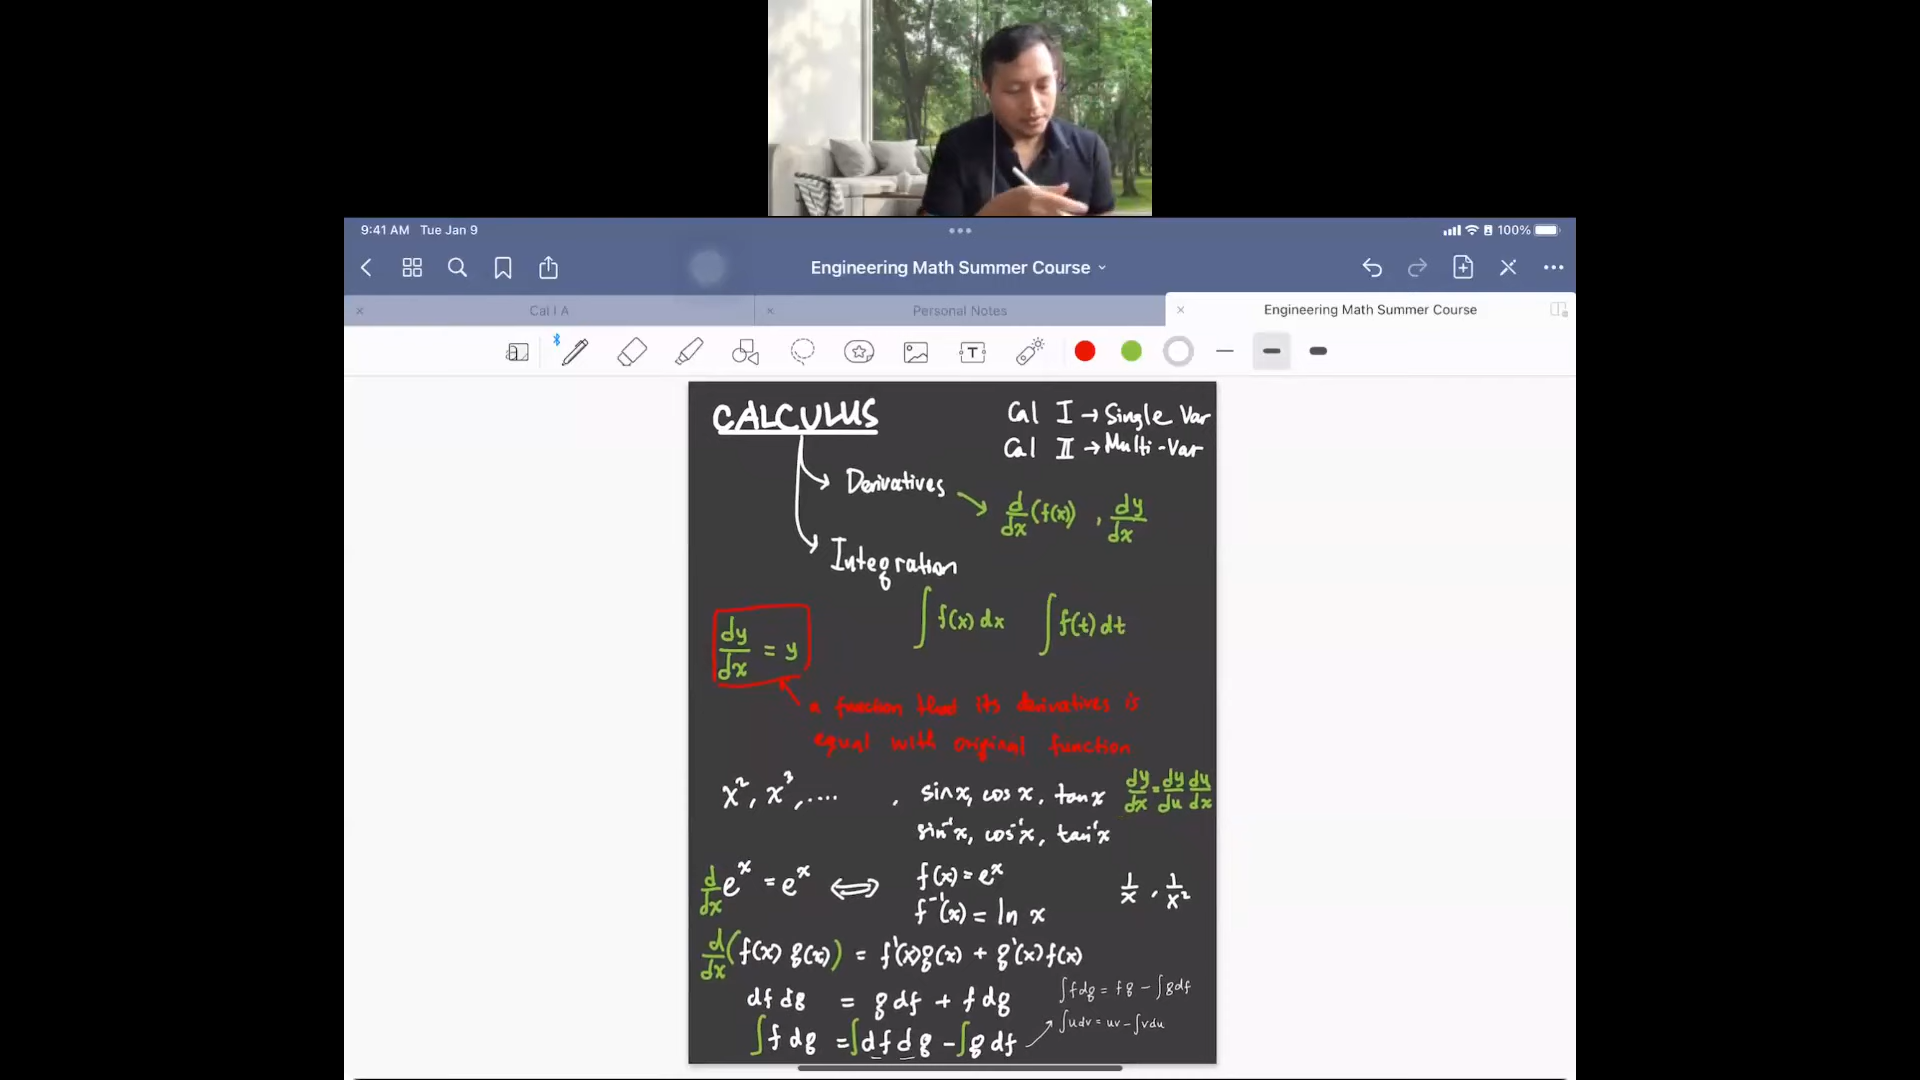 9:41 AM Tue Jan 9
100%
Engineering Math Summer Course
Cal I A
Personal Notes
Engineering Math Summer Course
CALCULUS
Cal I → Single Var
Cal II → Multi-Var
Derivatives
d/dx (f(x)) , dy/dx
Integration
∫ f(x) dx ∫ f(t) dt
dy/dx = y
a function that its derivatives is
equal with original function
x², x³, .... , sin x, cos x, tan x dy/dx = dy/du du/dx
sin⁻¹x, cos⁻¹x, tan⁻¹x
d/dx eˣ = eˣ ⟺ f(x) = eˣ
f⁻¹(x) = ln x
1/x , 1/x²
d/dx (f(x) g(x)) = f'(x)g(x) + g'(x)f(x)
df dg = g df + f dg
∫f dg = fg - ∫g df
∫u dv = uv - ∫v du
∫f dg = ∫df dg - ∫g df